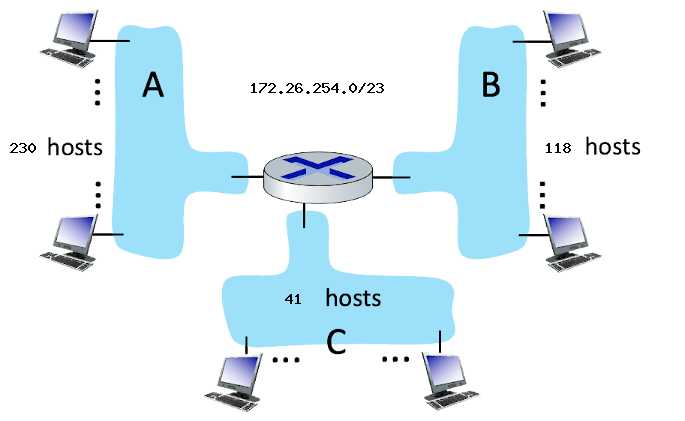 A
B
172.26.254.0/23
230 hosts
118 hosts
41 hosts
C